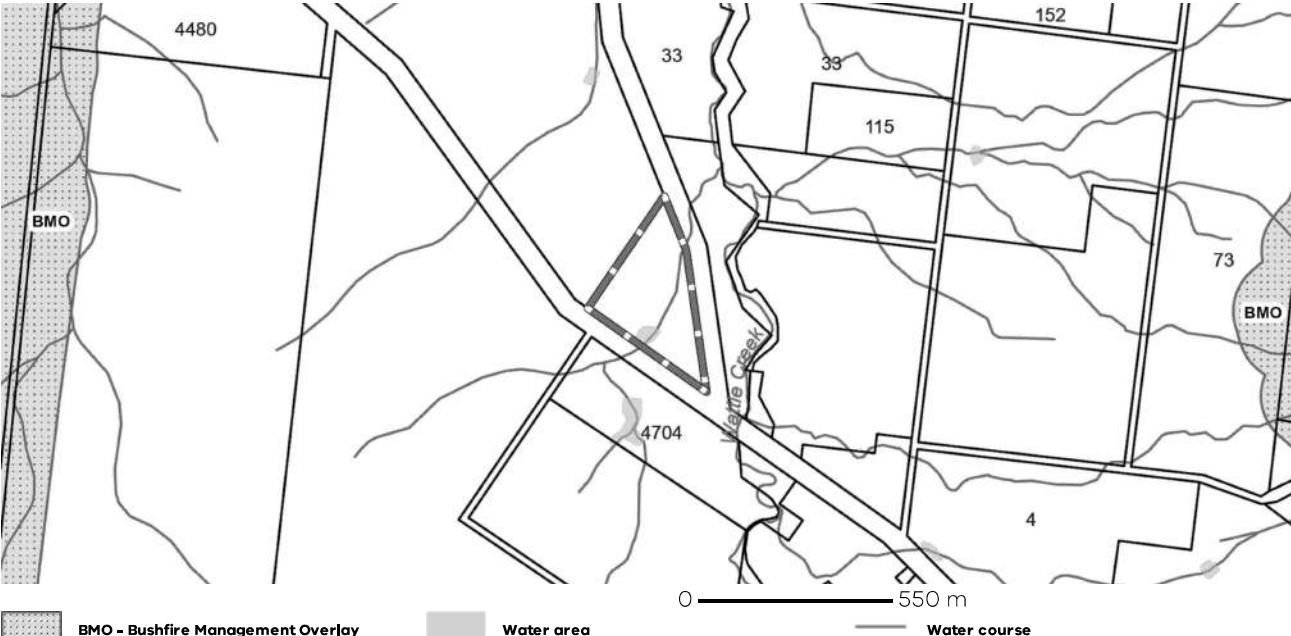 152
4480
33
33
115
BMO
73
BMO
Wattle Creek
4704
4
0 550 m
BMO - Bushfire Management Overlay
Water area
Water course